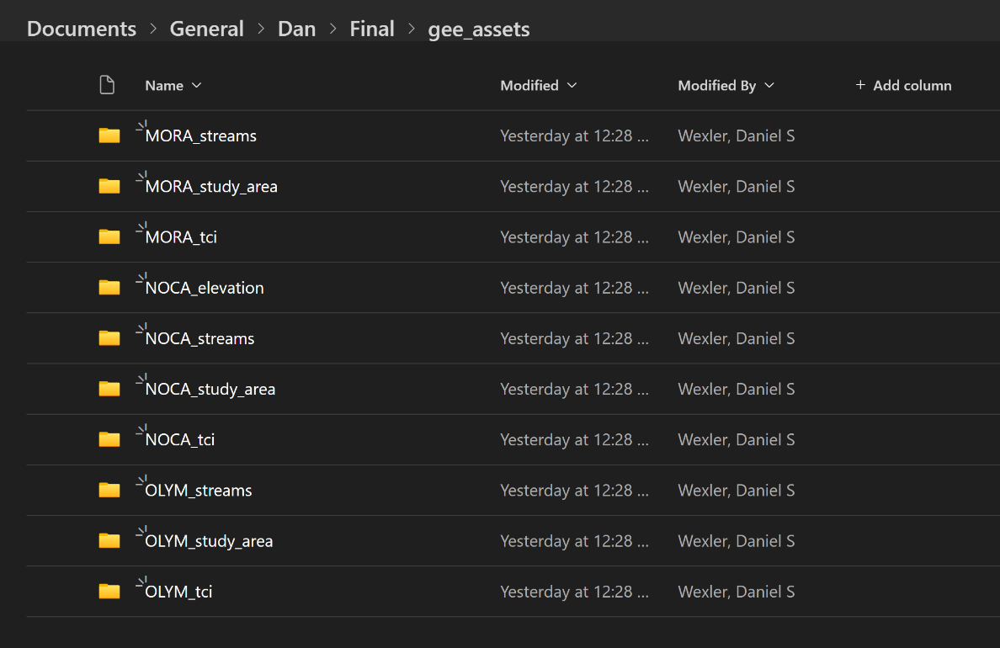 Documents > General > Dan > Final > gee_assets
Name Modified Modified By + Add column
MORA_streams Yesterday at 12:28 ... Wexler, Daniel S
MORA_study_area Yesterday at 12:28 ... Wexler, Daniel S
MORA_tci Yesterday at 12:28 ... Wexler, Daniel S
NOCA_elevation Yesterday at 12:28 ... Wexler, Daniel S
NOCA_streams Yesterday at 12:28 ... Wexler, Daniel S
NOCA_study_area Yesterday at 12:28 ... Wexler, Daniel S
NOCA_tci Yesterday at 12:28 ... Wexler, Daniel S
OLYM_streams Yesterday at 12:28 ... Wexler, Daniel S
OLYM_study_area Yesterday at 12:28 ... Wexler, Daniel S
OLYM_tci Yesterday at 12:28 ... Wexler, Daniel S